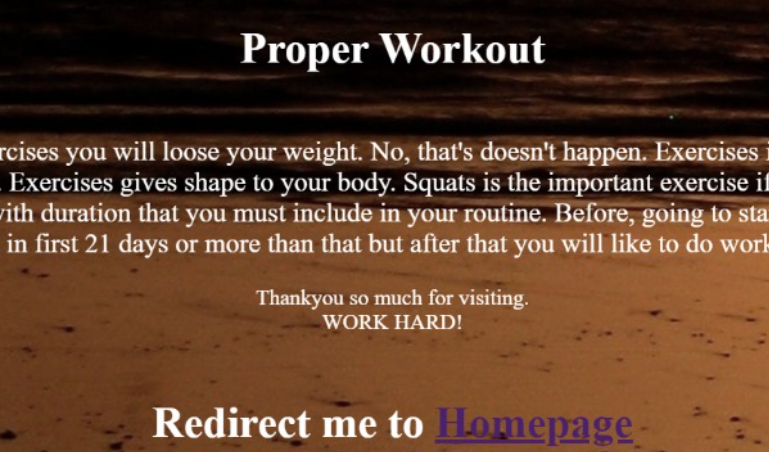 Proper Workout
rcises you will loose your weight. No, that's doesn't happen. Exercises i
. Exercises gives shape to your body. Squats is the important exercise if
with duration that you must include in your routine. Before, going to sta
in first 21 days or more than that but after that you will like to do work
Thankyou so much for visiting.
WORK HARD!
Redirect me to Homepage